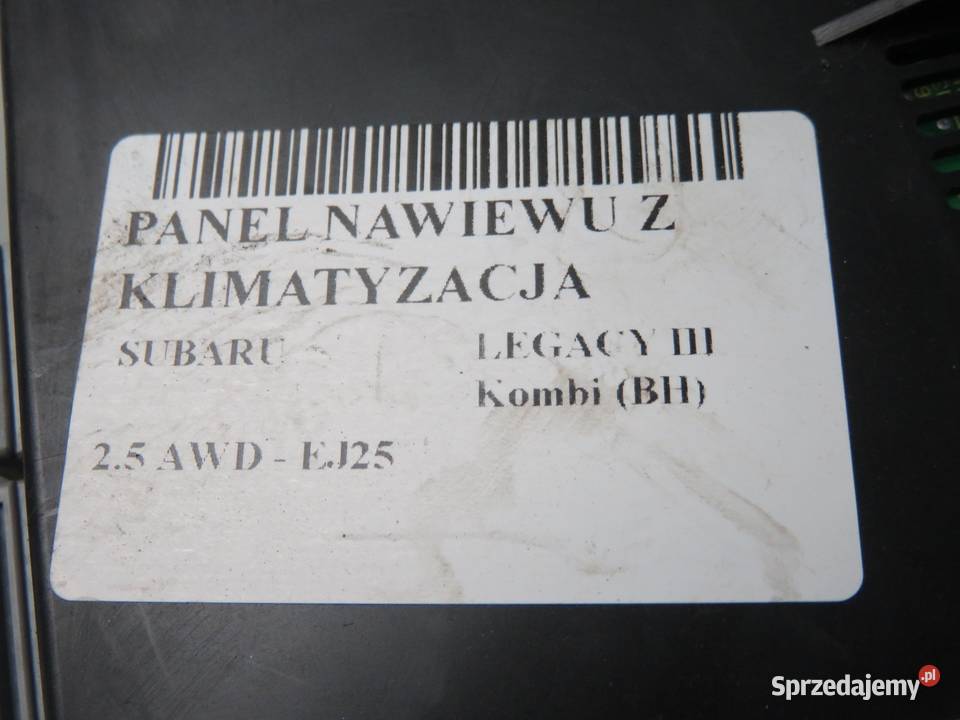 PANEL NAWIEWU Z
KLIMATYZACJA
SUBARU LEGACY III
Kombi (BH)
2.5 AWD - EJ25
Sprzedajemy.pl